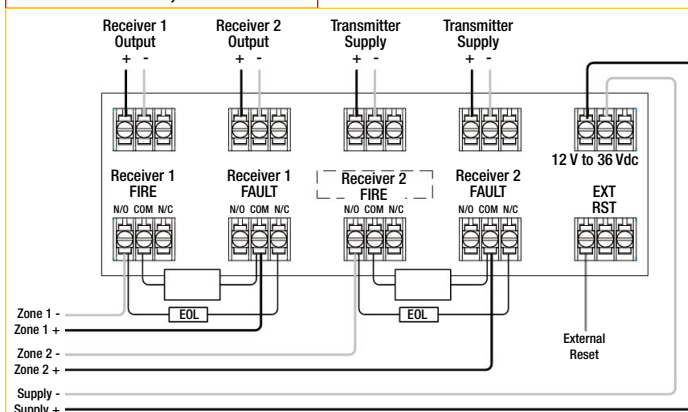 Receiver 1
Output
Receiver 2
Output
Transmitter
Supply
Transmitter
Supply
+ -
+ -
+ -
+ -
12 V to 36 Vdc
Receiver 1
FIRE
Receiver 1
FAULT
Receiver 2
FIRE
Receiver 2
FAULT
EXT
RST
N/O COM N/C
N/O COM N/C
N/O COM N/C
N/O COM N/C
EOL
EOL
Zone 1 -
Zone 1 +
Zone 2 -
Zone 2 +
Supply -
Supply +
External
Reset